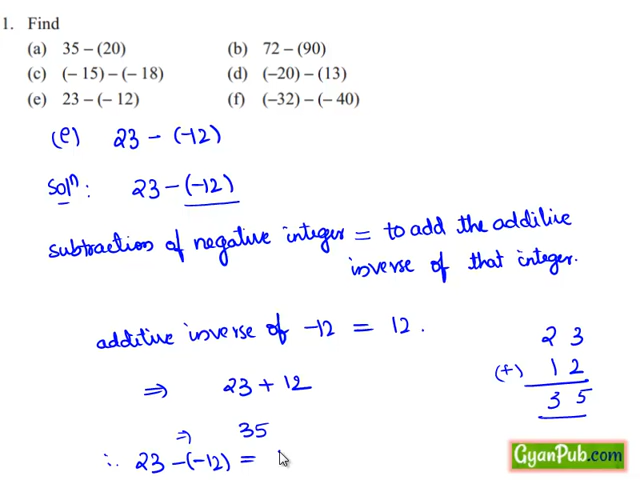 1. Find
(a) 35 – (20) (b) 72 – (90)
(c) (– 15) – (– 18) (d) (–20) – (13)
(e) 23 – (– 12) (f) (–32) – (– 40)
(e) 23 – (-12)
Solⁿ: 23 – (-12)
subtraction of negative integer = to add the additive
inverse of that integer.
additive inverse of -12 = 12.
2 3
(+) 1 2
3 5
⇒ 23 + 12
⇒ 35
∴ 23 – (-12) =
GyanPub.com